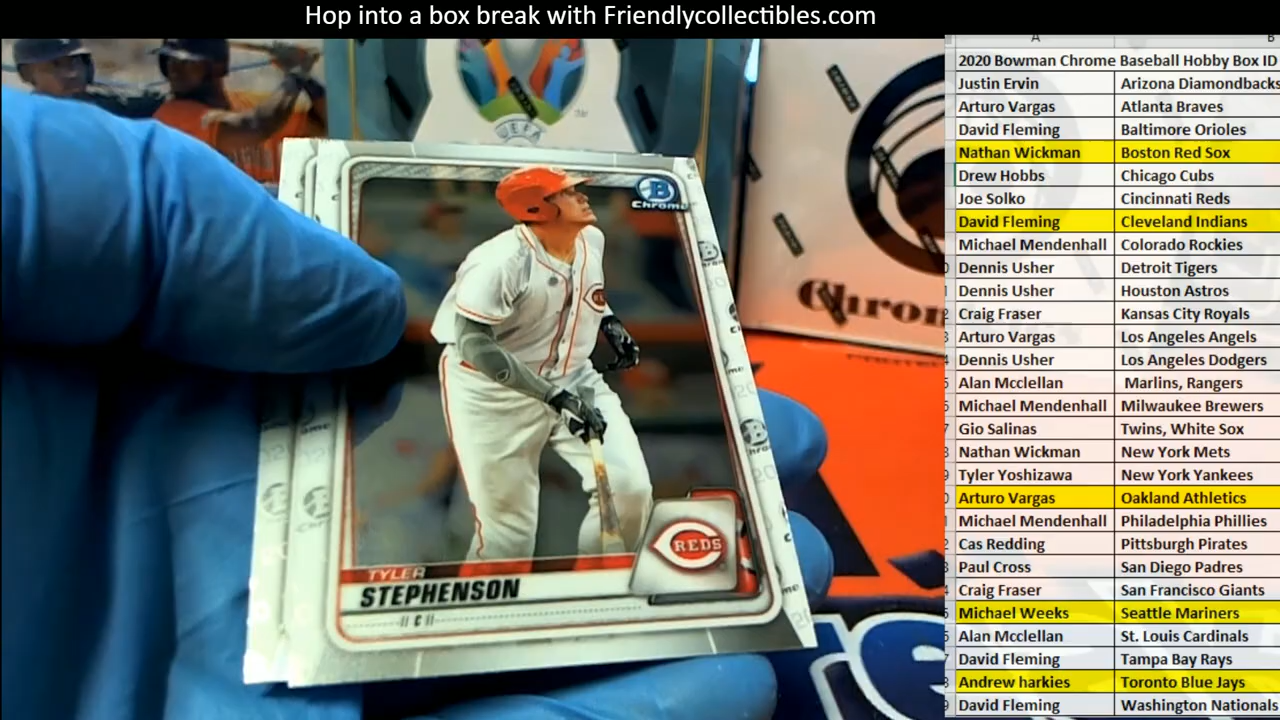 Hop into a box break with Friendlycollectibles.com
A B
2020 Bowman Chrome Baseball Hobby Box ID
Justin Ervin Arizona Diamondbacks
Arturo Vargas Atlanta Braves
David Fleming Baltimore Orioles
Nathan Wickman Boston Red Sox
Drew Hobbs Chicago Cubs
Joe Solko Cincinnati Reds
David Fleming Cleveland Indians
Michael Mendenhall Colorado Rockies
Dennis Usher Detroit Tigers
Dennis Usher Houston Astros
Craig Fraser Kansas City Royals
Arturo Vargas Los Angeles Angels
Dennis Usher Los Angeles Dodgers
Alan Mcclellan Marlins, Rangers
Michael Mendenhall Milwaukee Brewers
Gio Salinas Twins, White Sox
Nathan Wickman New York Mets
Tyler Yoshizawa New York Yankees
Arturo Vargas Oakland Athletics
Michael Mendenhall Philadelphia Phillies
Cas Redding Pittsburgh Pirates
Paul Cross San Diego Padres
Craig Fraser San Francisco Giants
Michael Weeks Seattle Mariners
Alan Mcclellan St. Louis Cardinals
David Fleming Tampa Bay Rays
Andrew harkies Toronto Blue Jays
David Fleming Washington Nationals
UEFA
B
Chrome
Chrom
C REDS
TYLER
STEPHENSON
C